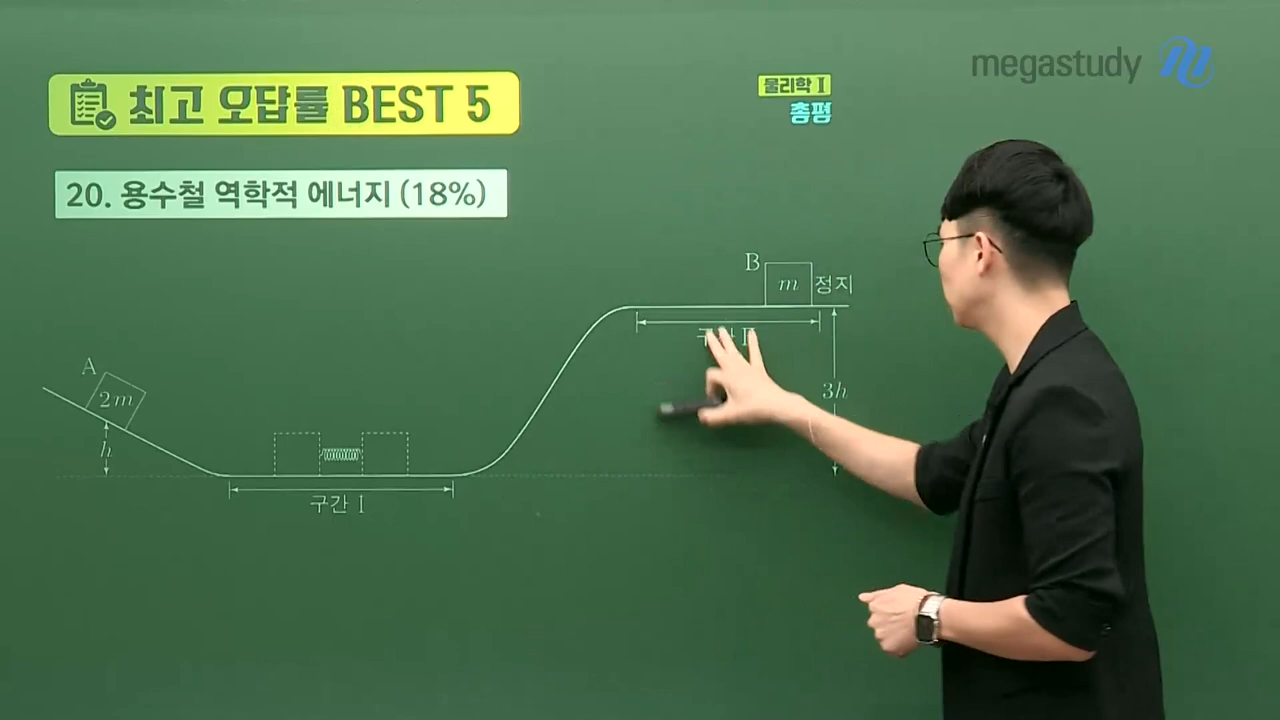 megastudy
최고 오답률 BEST 5
물리학 I
총평
20. 용수철 역학적 에너지 (18%)
B
m 정지
A
2m
3h
h
구간 I